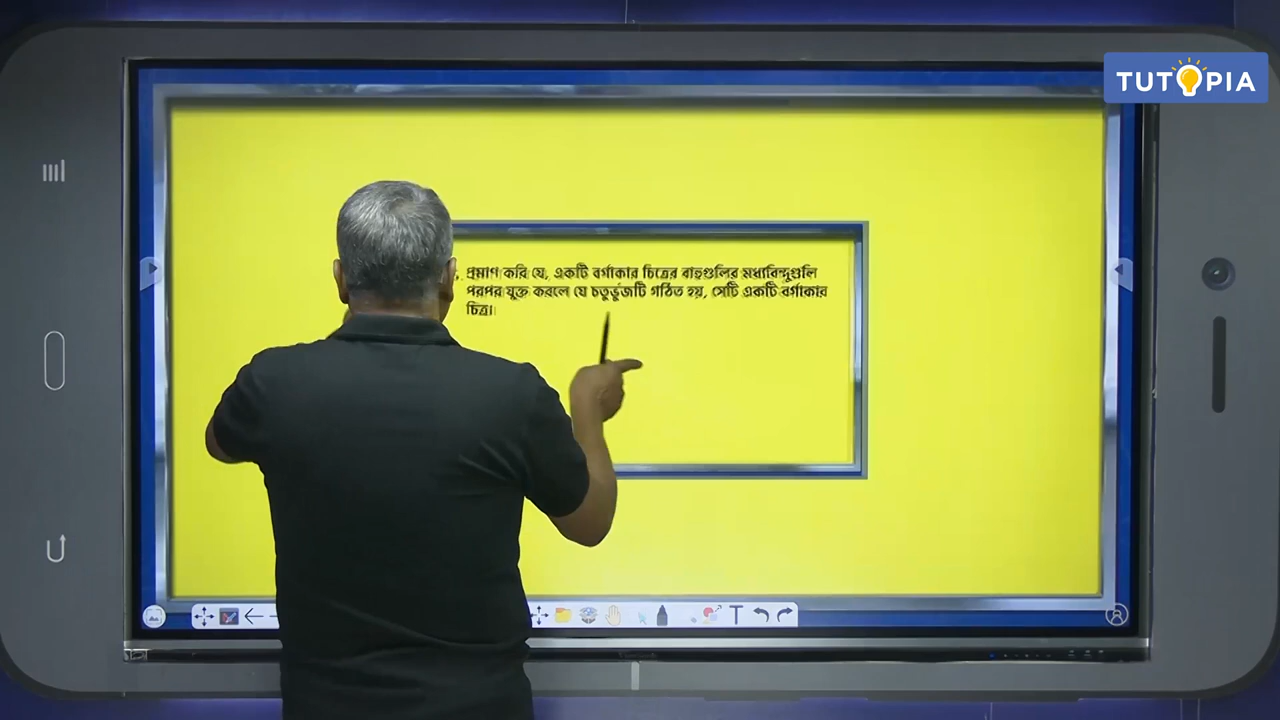 TUTOPIA
প্রমাণ করি যে, একটি বর্গাকার চিত্রের বাহুগুলির মধ্যবিন্দুগুলি
পরপর যুক্ত করলে যে চতুর্ভুজটি গঠিত হয়, সেটি একটি বর্গাকার
চিত্র।
T